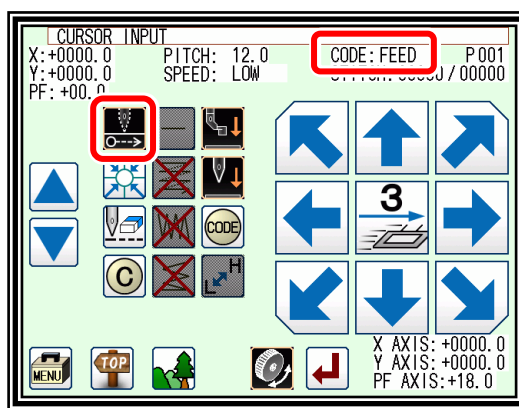 CURSOR INPUT
X:+0000.0 PITCH: 12.0 CODE:FEED P001
Y:+0000.0 SPEED: LOW / 00000
PF:+00.0
3
CODE
C
H
L
MENU
TOP
X AXIS:+0000.0
Y AXIS:+0000.0
PF AXIS:+18.0